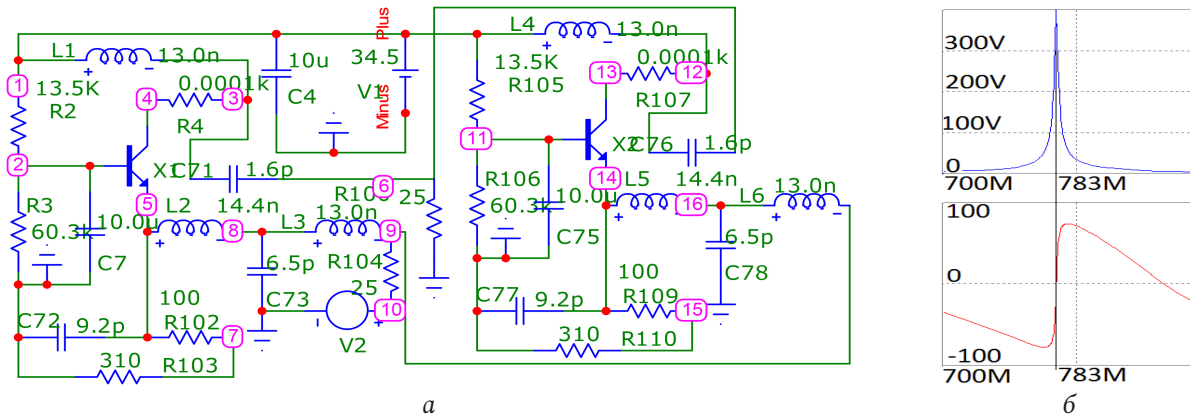 L1
13.0n
1
13.5K
R2
4
0.0001k
3
R4
2
X1
C71
1.6p
R3
60.3k
10.0u
C7
5
L2
14.4n
8
L3
13.0n
9
6.5p
C73
R104
25
10
V2
C72
9.2p
100
R102
7
310
R103
10u
C4
34.5
V1
Plus
Minus
6
25
L4
13.0n
13.5K
R105
13
0.0001k
12
R107
11
X2
C76
1.6p
R106
60.3k
10.0u
C75
14
L5
14.4n
16
L6
13.0n
6.5p
C78
C77
9.2p
100
R109
15
310
R110
а
300V
200V
100V
0
700M
783M
100
0
-100
700M
783M
б